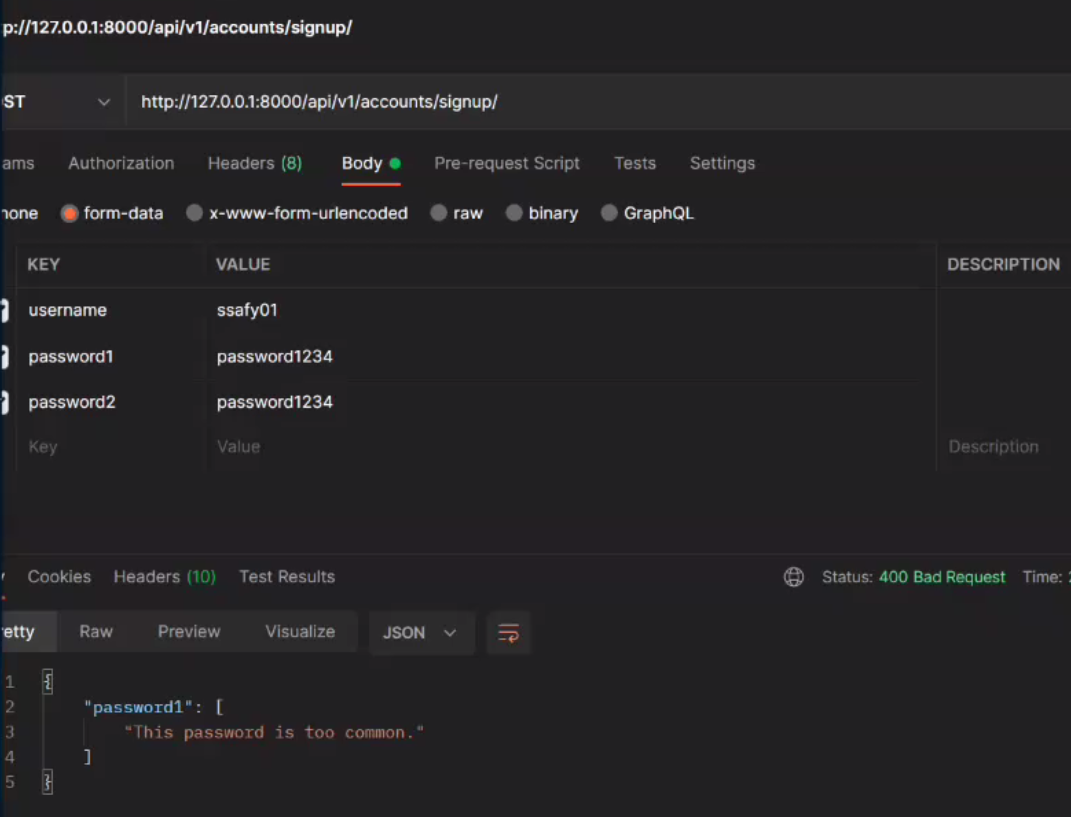 p://127.0.0.1:8000/api/v1/accounts/signup/
ST http://127.0.0.1:8000/api/v1/accounts/signup/
ams Authorization Headers (8) Body Pre-request Script Tests Settings
none form-data x-www-form-urlencoded raw binary GraphQL
KEY VALUE DESCRIPTION
username ssafy01
password1 password1234
password2 password1234
Key Value Description
Cookies Headers (10) Test Results Status: 400 Bad Request Time:
etty Raw Preview Visualize JSON
1 {
2 "password1": [
3 "This password is too common."
4 ]
5 }